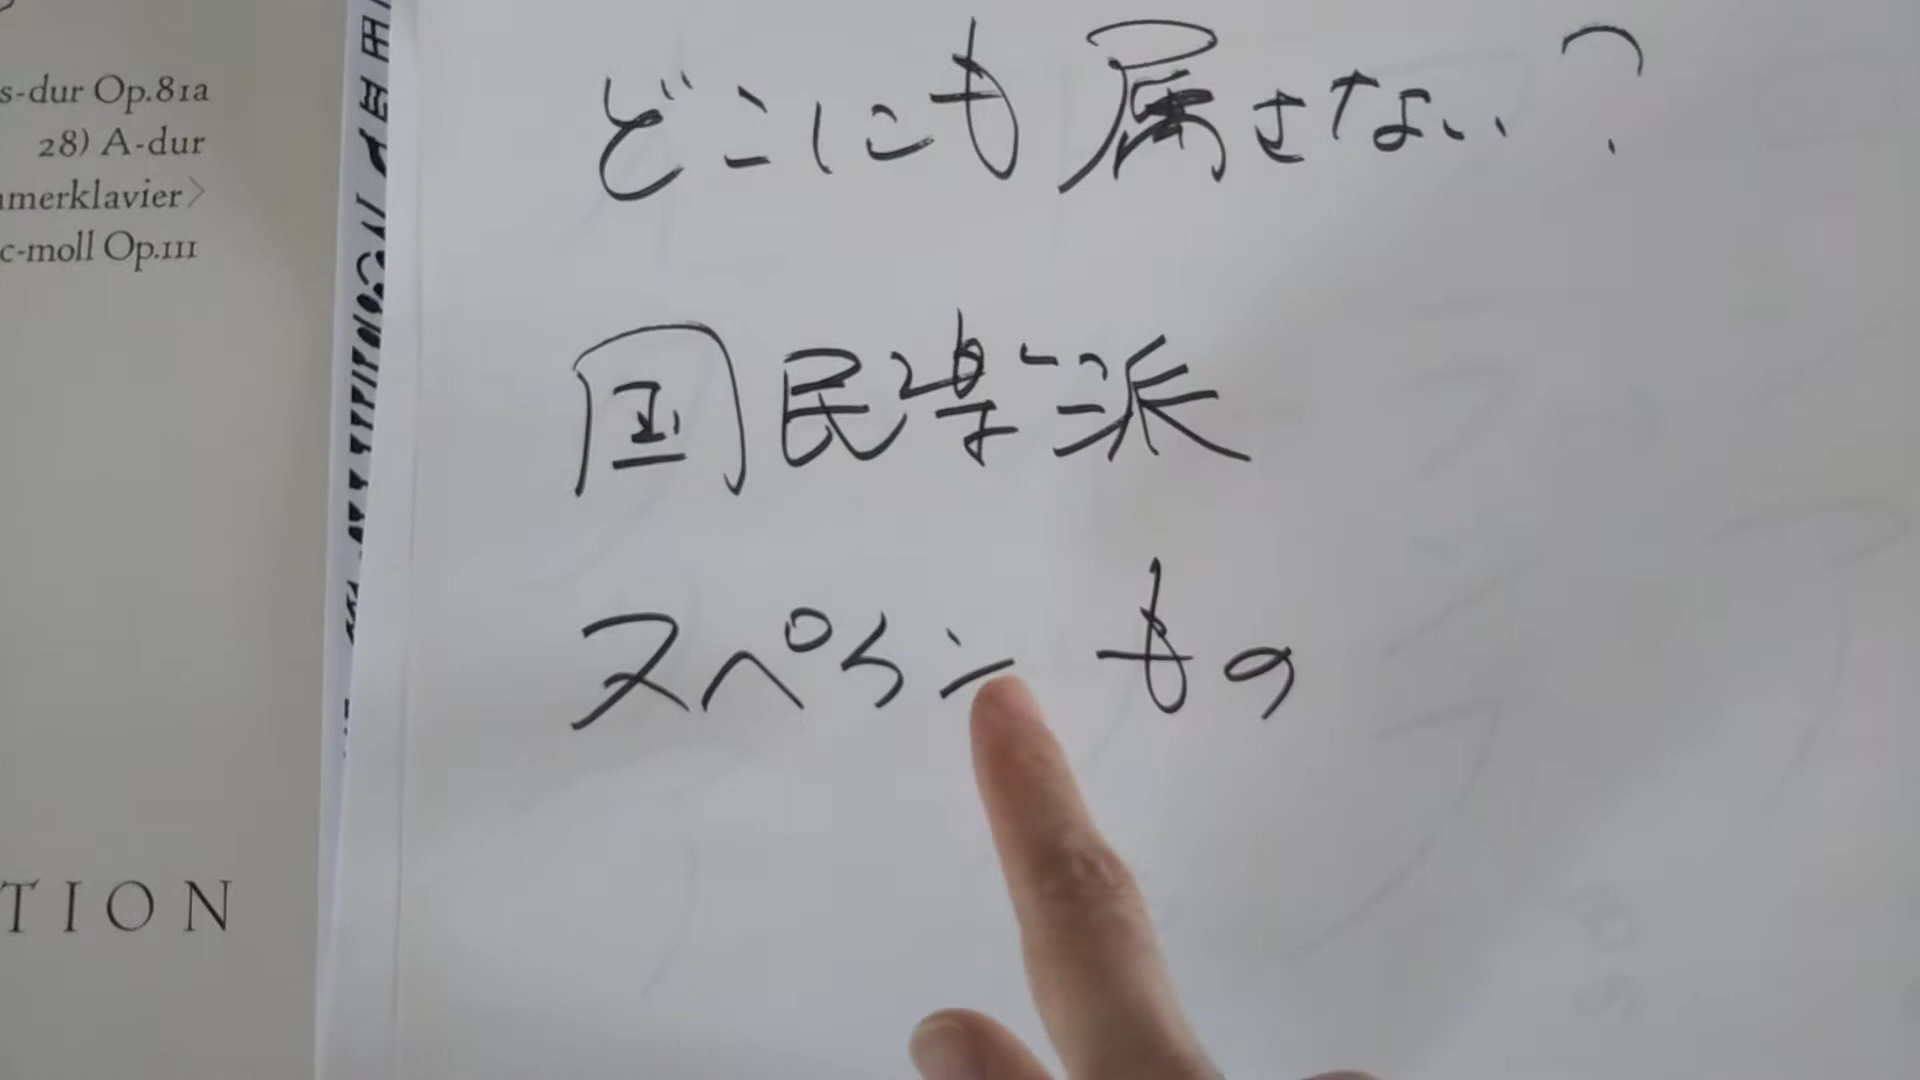 s-dur Op.81a
28) A-dur
merklavier〉
c-moll Op.111
TION
どこにも属さない?
国民楽派
スペインもの